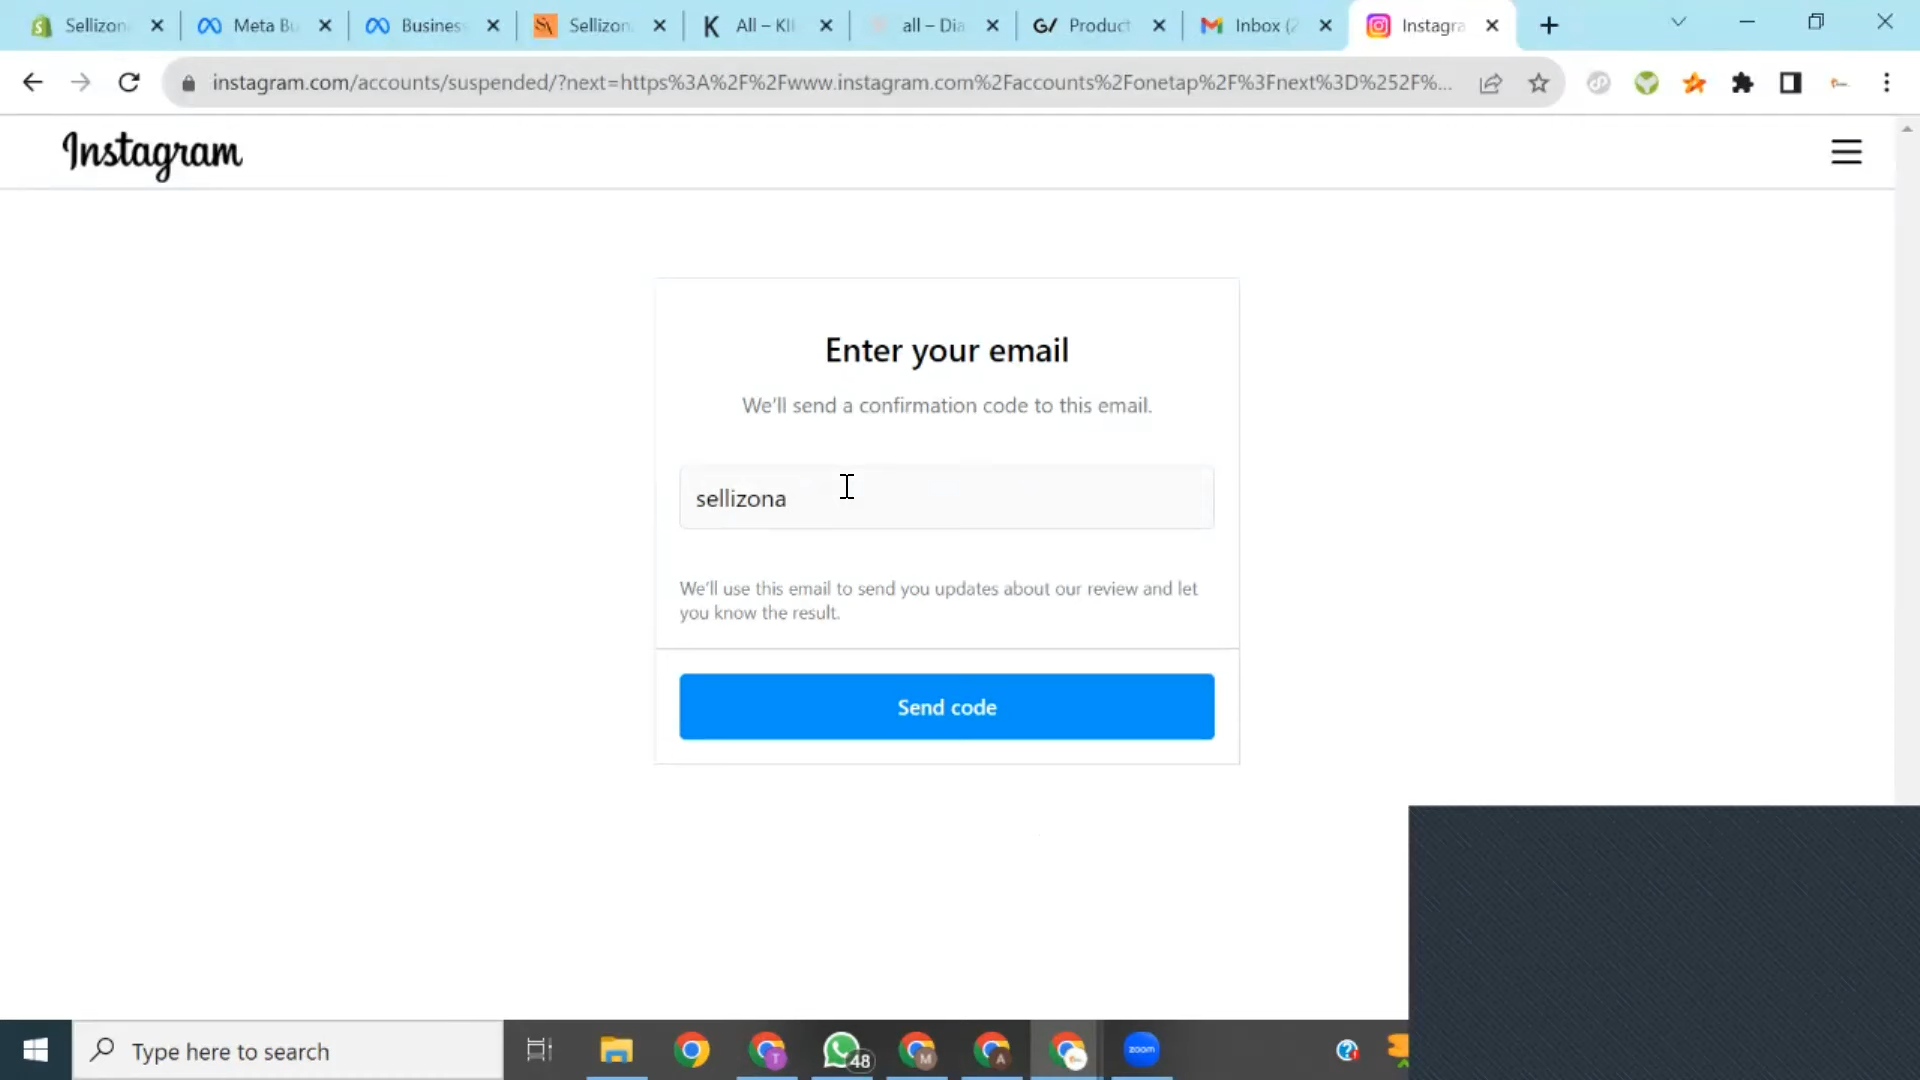 Sellizon
Meta Bu
Business
Sellizon
All – KII
all – Dia
G/ Product
Inbox (2
Instagra
instagram.com/accounts/suspended/?next=https%3A%2F%2Fwww.instagram.com%2Faccounts%2Fonetap%2F%3Fnext%3D%252F%...
Instagram
Enter your email
We'll send a confirmation code to this email.
sellizona
We'll use this email to send you updates about our review and let
you know the result.
Send code
Type here to search
T
48
M
A
zoom